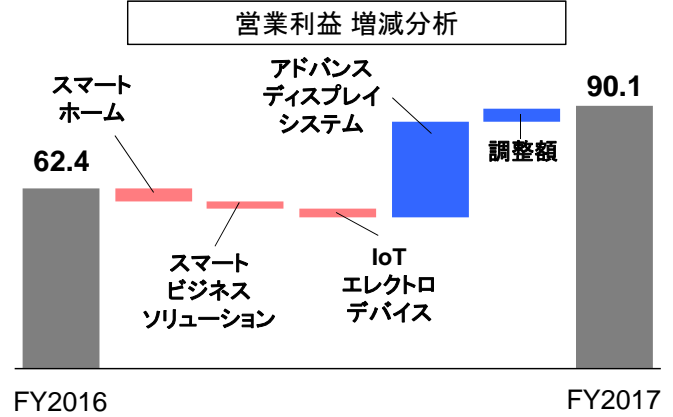 営業利益 増減分析
スマート
ホーム
アドバンス
ディスプレイ
システム
90.1
62.4
調整額
スマート
ビジネス
ソリューション
IoT
エレクトロ
デバイス
FY2016
FY2017